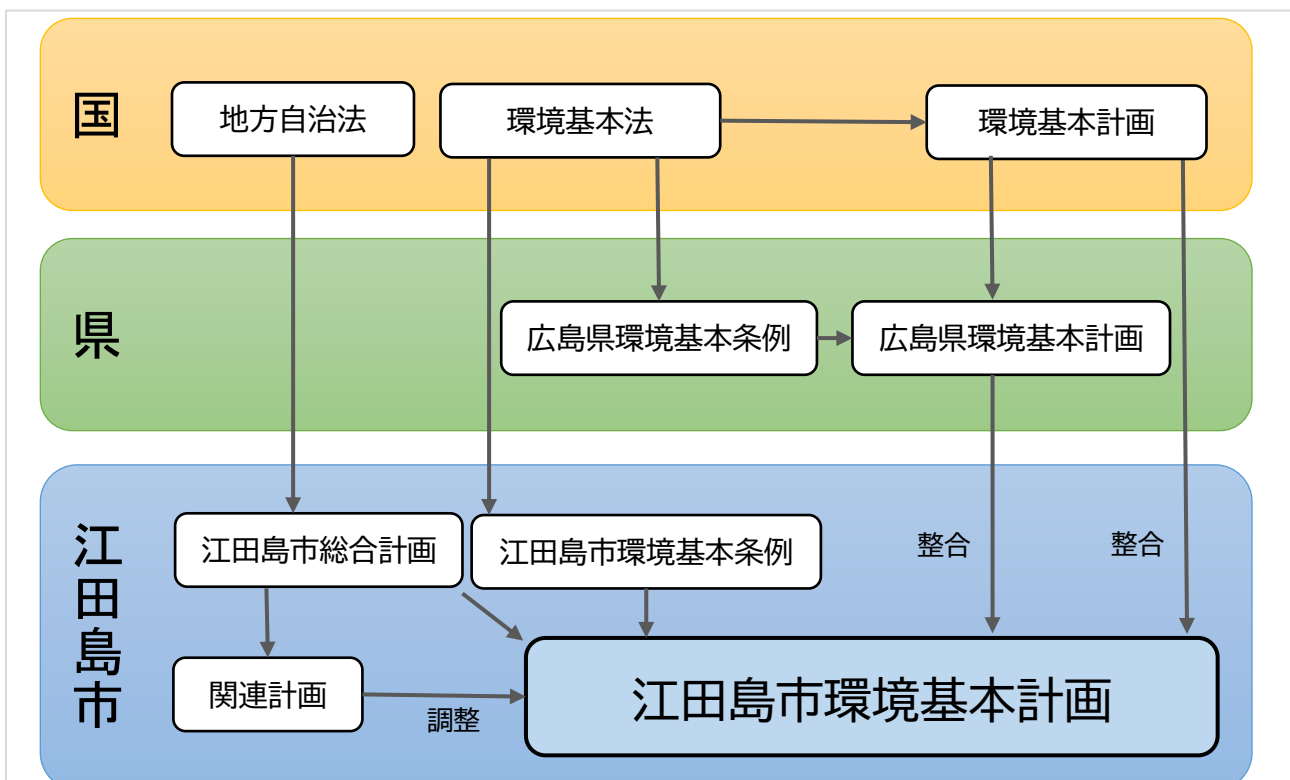 国
地方自治法
環境基本法
環境基本計画
県
広島県環境基本条例
広島県環境基本計画
江田島市
江田島市総合計画
江田島市環境基本条例
整合
整合
関連計画
調整
江田島市環境基本計画